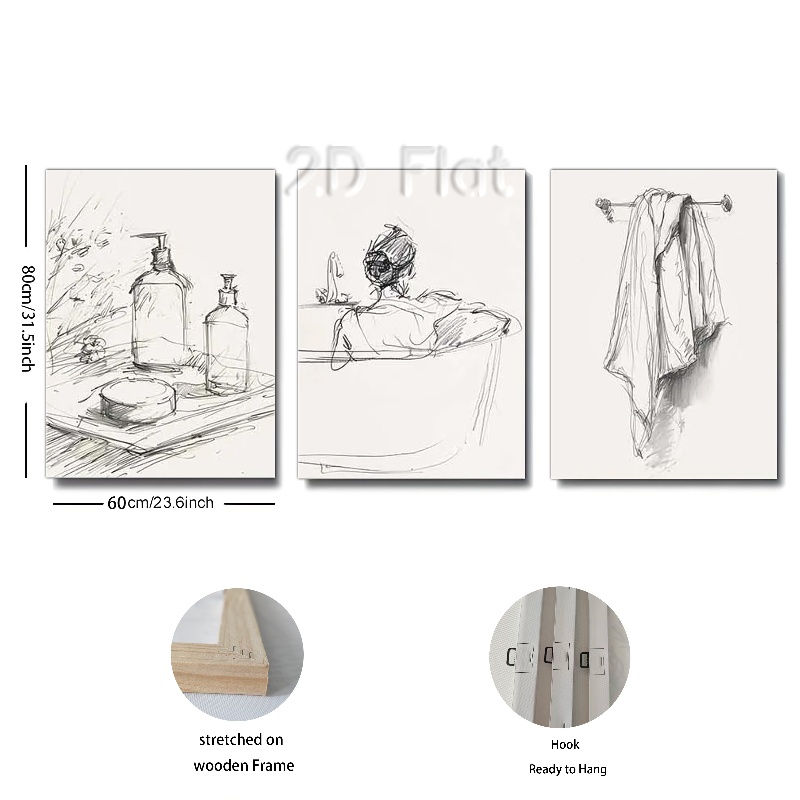 2D Flat
80cm/31.5inch
60cm/23.6inch
stretched on
wooden Frame
Hook
Ready to Hang